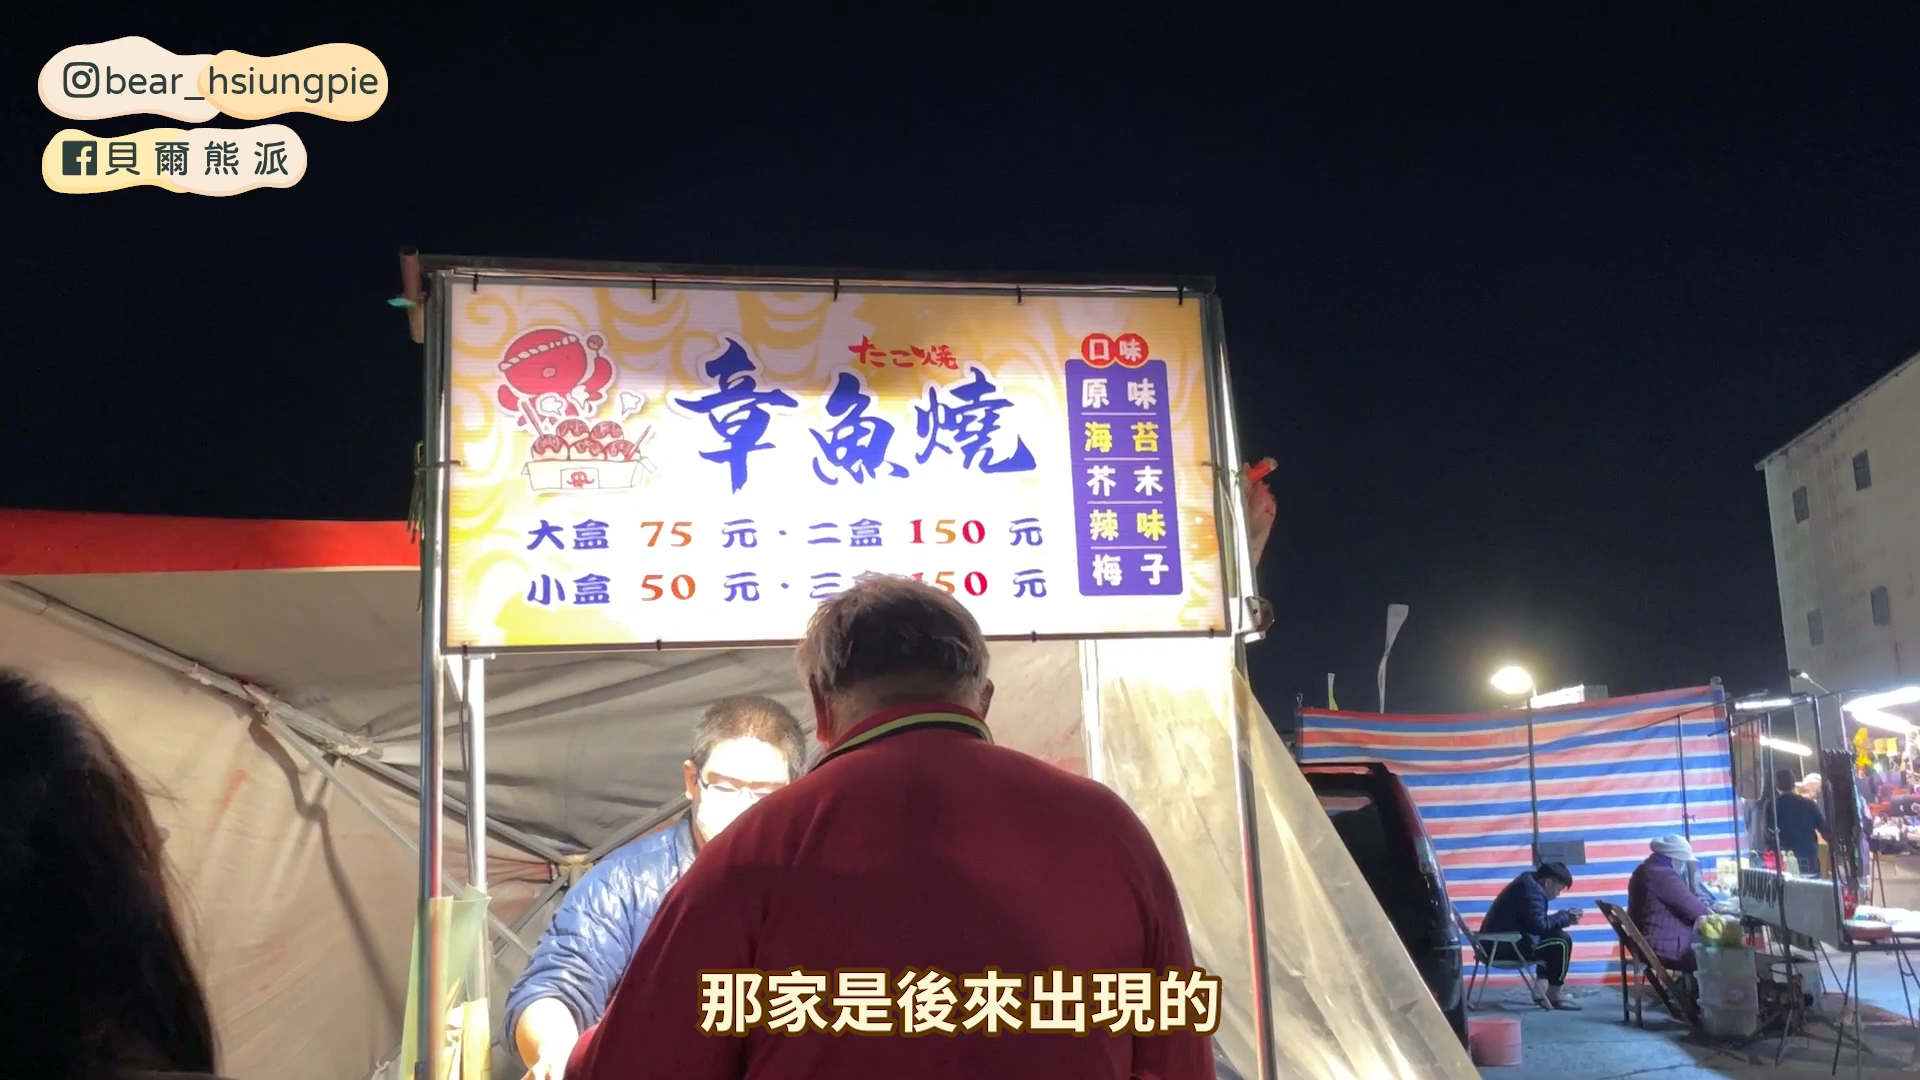 bear_hsiungpie
貝爾熊派
たこ焼
章魚燒
口味
原味
海苔
芥末
辣味
梅子
大盒 75 元·二盒 150 元
小盒 50 元·三 150 元
那家是後來出現的